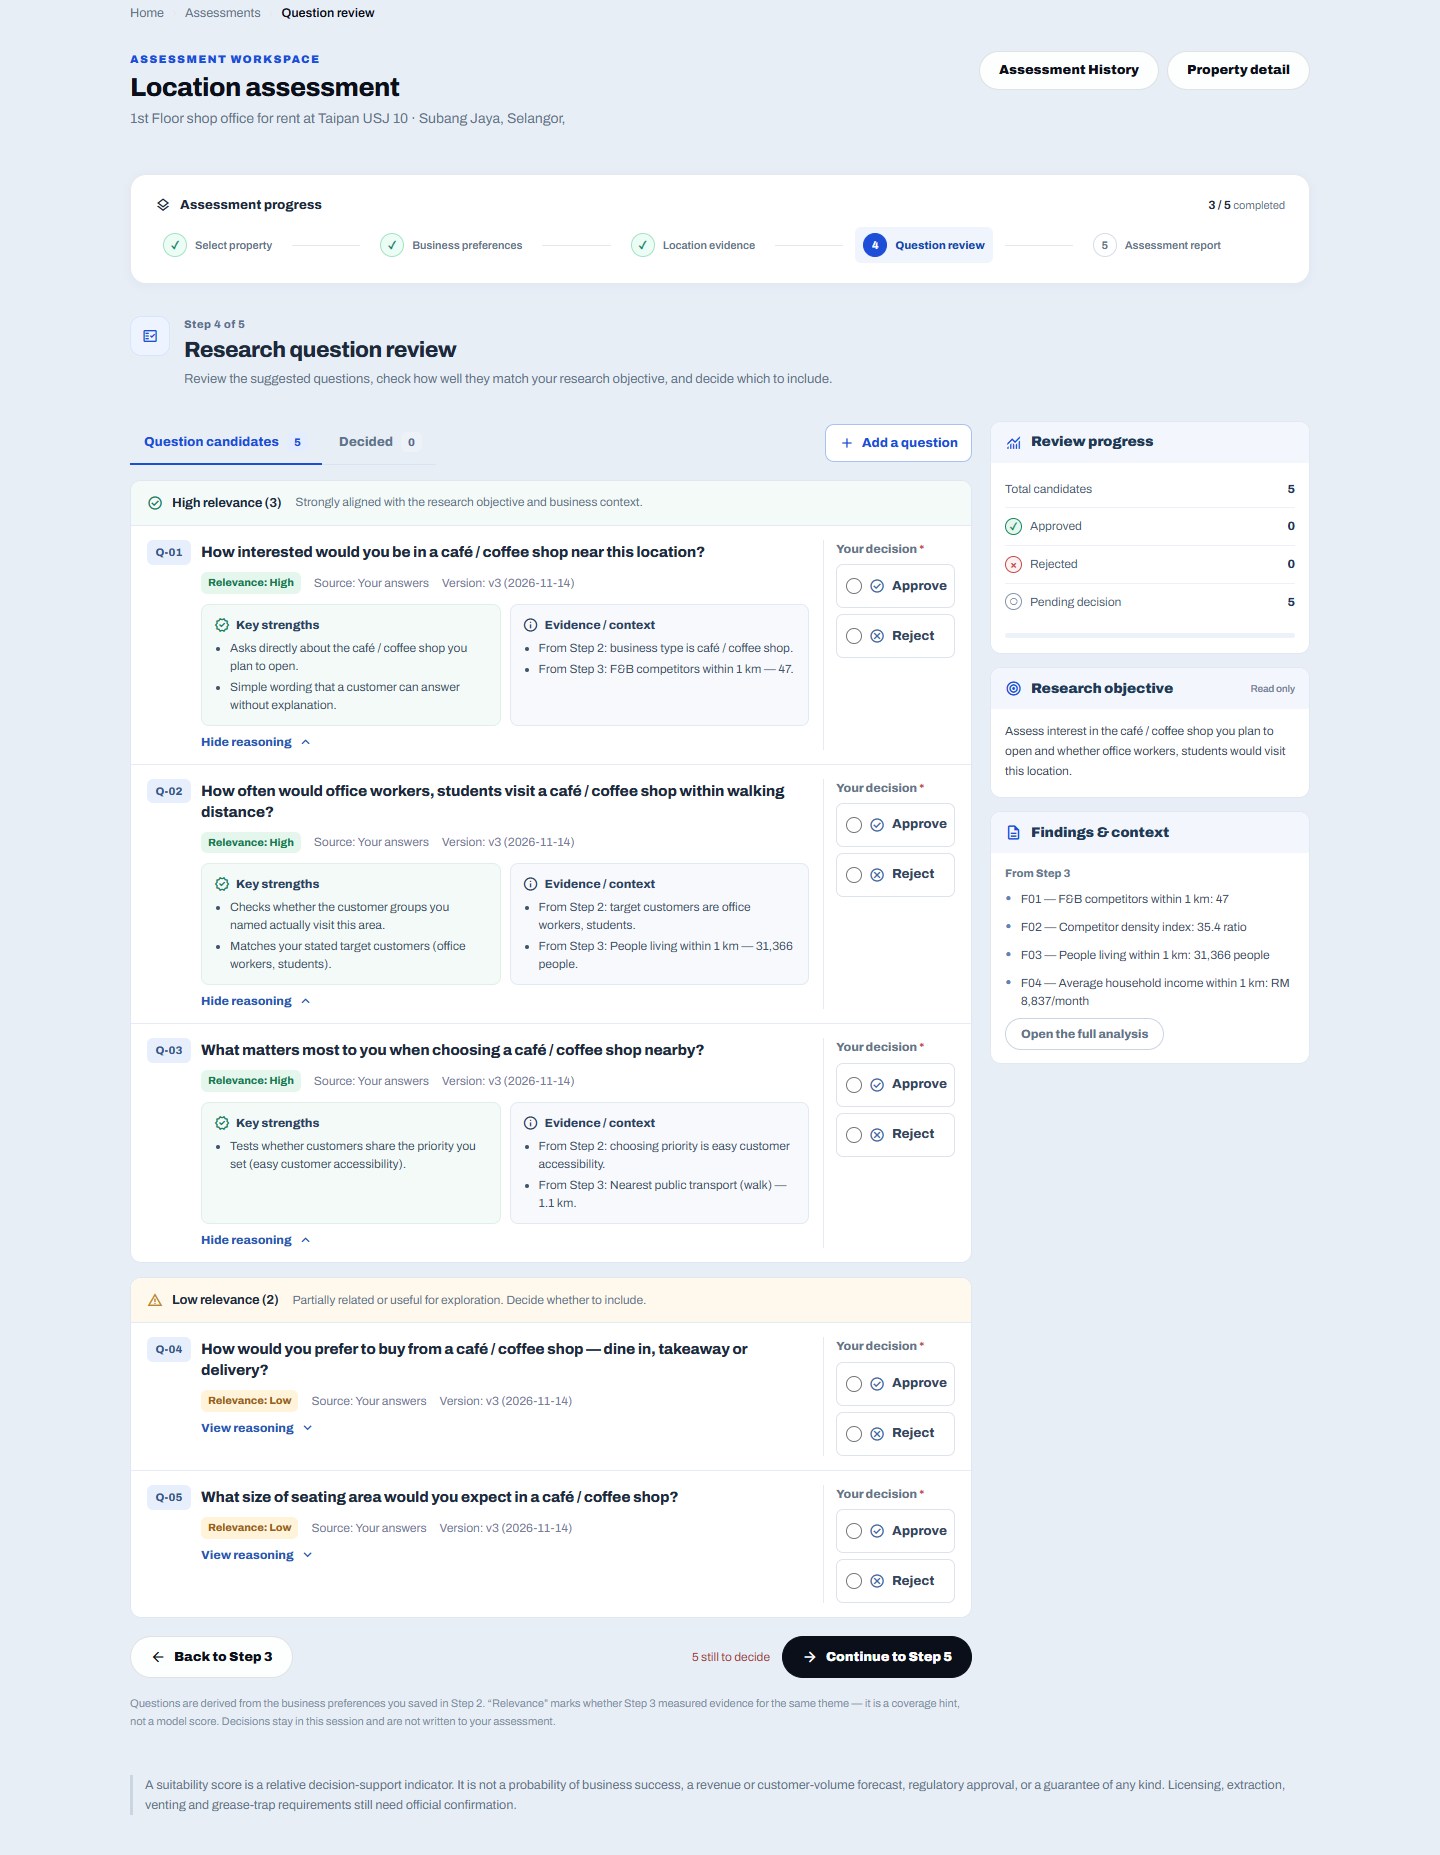 Home Assessments Question review
ASSESSMENT WORKSPACE
Location assessment
1st Floor shop office for rent at Taipan USJ 10 · Subang Jaya, Selangor,
Assessment History
Property detail
Assessment progress
3 / 5 completed
Select property
Business preferences
Location evidence
4 Question review
5 Assessment report
Step 4 of 5
Research question review
Review the suggested questions, check how well they match your research objective, and decide which to include.
Question candidates 5
Decided 0
+ Add a question
High relevance (3) Strongly aligned with the research objective and business context.
Q-01 How interested would you be in a café / coffee shop near this location?
Relevance: High Source: Your answers Version: v3 (2026-11-14)
Key strengths
• Asks directly about the café / coffee shop you
plan to open.
• Simple wording that a customer can answer
without explanation.
Evidence / context
• From Step 2: business type is café / coffee shop.
• From Step 3: F&B competitors within 1 km — 47.
Hide reasoning
Your decision *
Approve
Reject
Q-02 How often would office workers, students visit a café / coffee shop within walking
distance?
Relevance: High Source: Your answers Version: v3 (2026-11-14)
Key strengths
• Checks whether the customer groups you
named actually visit this area.
• Matches your stated target customers (office
workers, students).
Evidence / context
• From Step 2: target customers are office
workers, students.
• From Step 3: People living within 1 km — 31,366
people.
Hide reasoning
Your decision *
Approve
Reject
Q-03 What matters most to you when choosing a café / coffee shop nearby?
Relevance: High Source: Your answers Version: v3 (2026-11-14)
Key strengths
• Tests whether customers share the priority you
set (easy customer accessibility).
Evidence / context
• From Step 2: choosing priority is easy customer
accessibility.
• From Step 3: Nearest public transport (walk) —
1.1 km.
Hide reasoning
Your decision *
Approve
Reject
Low relevance (2) Partially related or useful for exploration. Decide whether to include.
Q-04 How would you prefer to buy from a café / coffee shop — dine in, takeaway or
delivery?
Relevance: Low Source: Your answers Version: v3 (2026-11-14)
View reasoning
Your decision *
Approve
Reject
Q-05 What size of seating area would you expect in a café / coffee shop?
Relevance: Low Source: Your answers Version: v3 (2026-11-14)
View reasoning
Your decision *
Approve
Reject
Back to Step 3
5 still to decide
Continue to Step 5
Questions are derived from the business preferences you saved in Step 2. “Relevance” marks whether Step 3 measured evidence for the same theme — it is a coverage hint,
not a model score. Decisions stay in this session and are not written to your assessment.
Review progress
Total candidates 5
Approved 0
Rejected 0
Pending decision 5
Research objective Read only
Assess interest in the café / coffee shop you plan to
open and whether office workers, students would visit
this location.
Findings & context
From Step 3
• F01 — F&B competitors within 1 km: 47
• F02 — Competitor density index: 35.4 ratio
• F03 — People living within 1 km: 31,366 people
• F04 — Average household income within 1 km: RM
8,837/month
Open the full analysis
A suitability score is a relative decision-support indicator. It is not a probability of business success, a revenue or customer-volume forecast, regulatory approval, or a guarantee of any kind. Licensing, extraction,
venting and grease-trap requirements still need official confirmation.